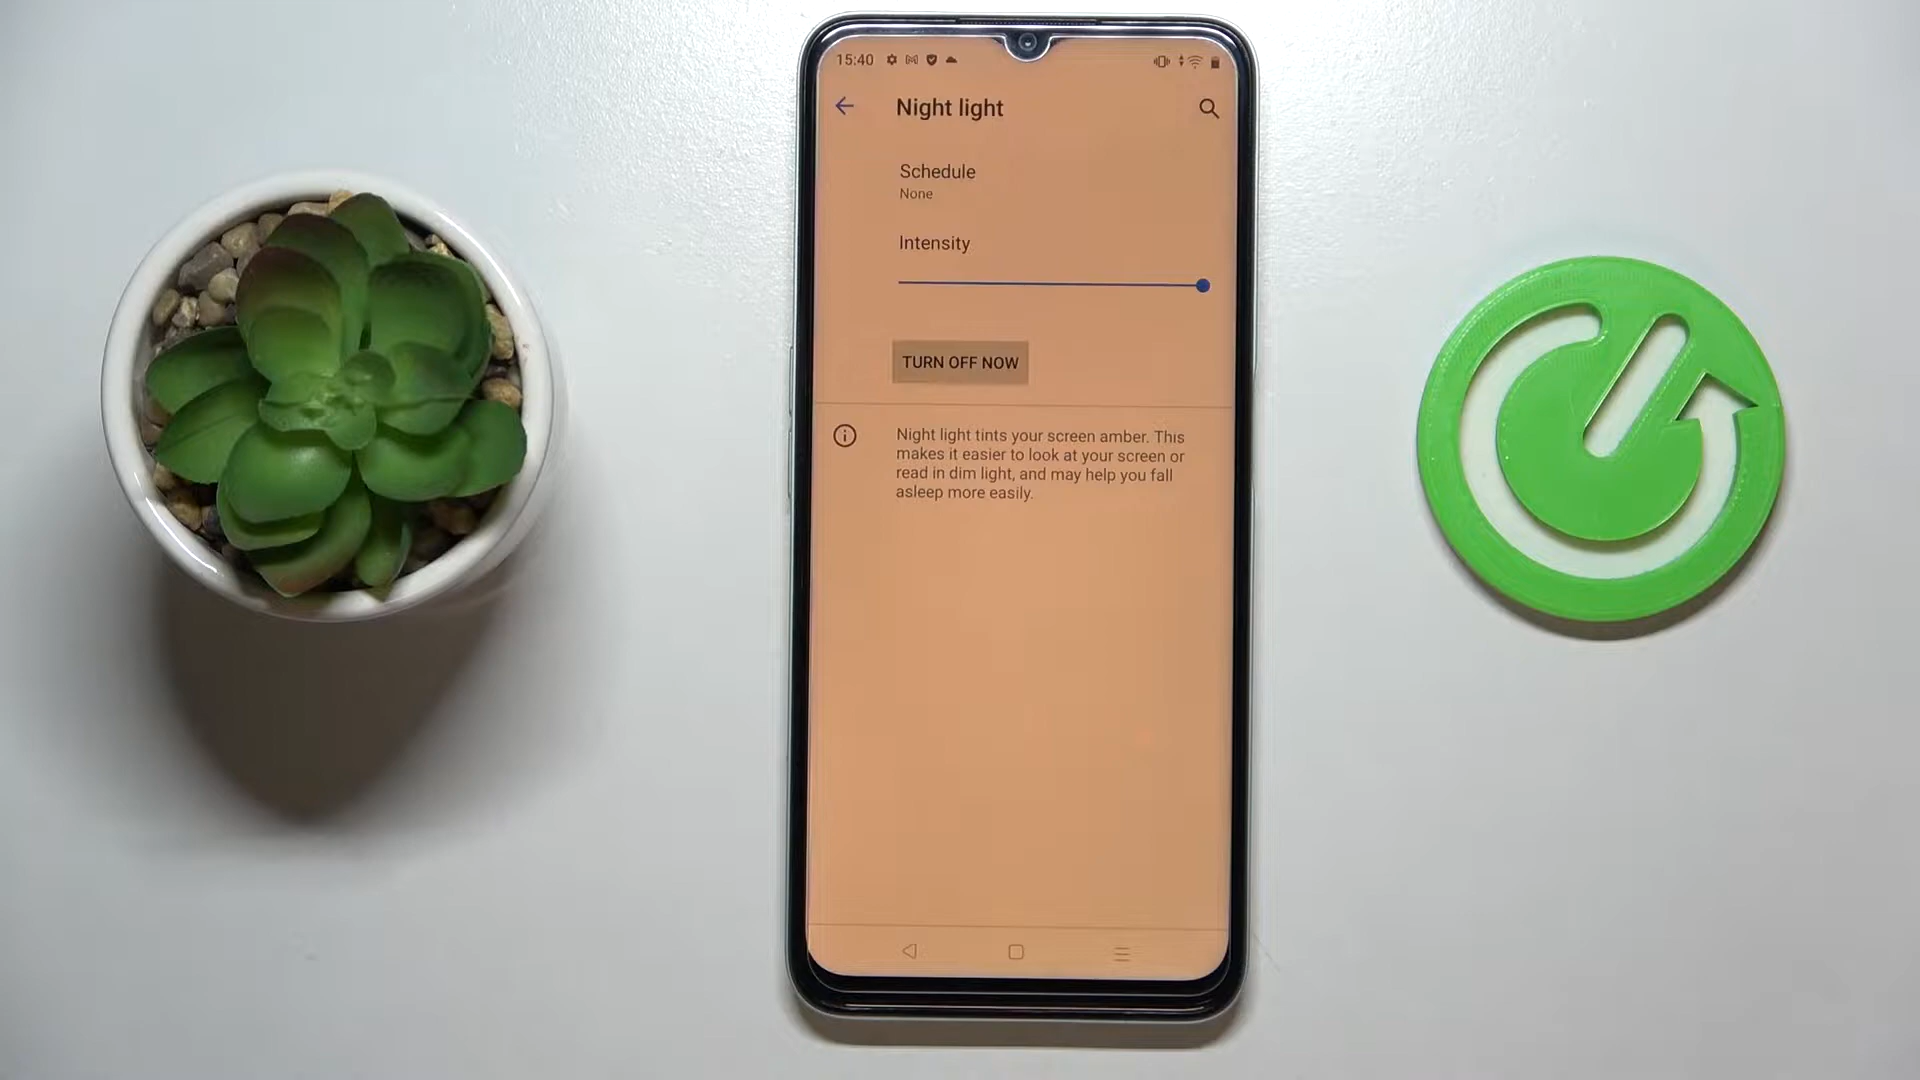 15:40
Night light
Schedule
None
Intensity
TURN OFF NOW
Night light tints your screen amber. This
makes it easier to look at your screen or
read in dim light, and may help you fall
asleep more easily.